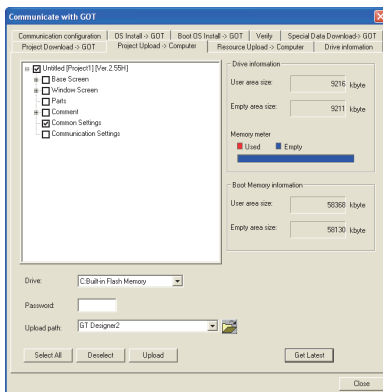 Communicate with GOT
Communication configuration OS Install -> GOT Boot OS Install -> GOT Verify Special Data Download-> GOT
Project Download -> GOT Project Upload -> Computer Resource Upload -> Computer Drive information
Untitled [Project1] [Ver.2.55H]
Base Screen
Window Screen
Parts
Comment
Common Settings
Communication Settings
Drive information
User area size: 9216 kbyte
Empty area size: 9211 kbyte
Memory meter
Used Empty
Boot Memory information
User area size: 58368 kbyte
Empty area size: 58130 kbyte
Drive: C:Built-in Flash Memory
Password:
Upload path: GT Designer2
Select All Deselect Upload Get Latest
Close